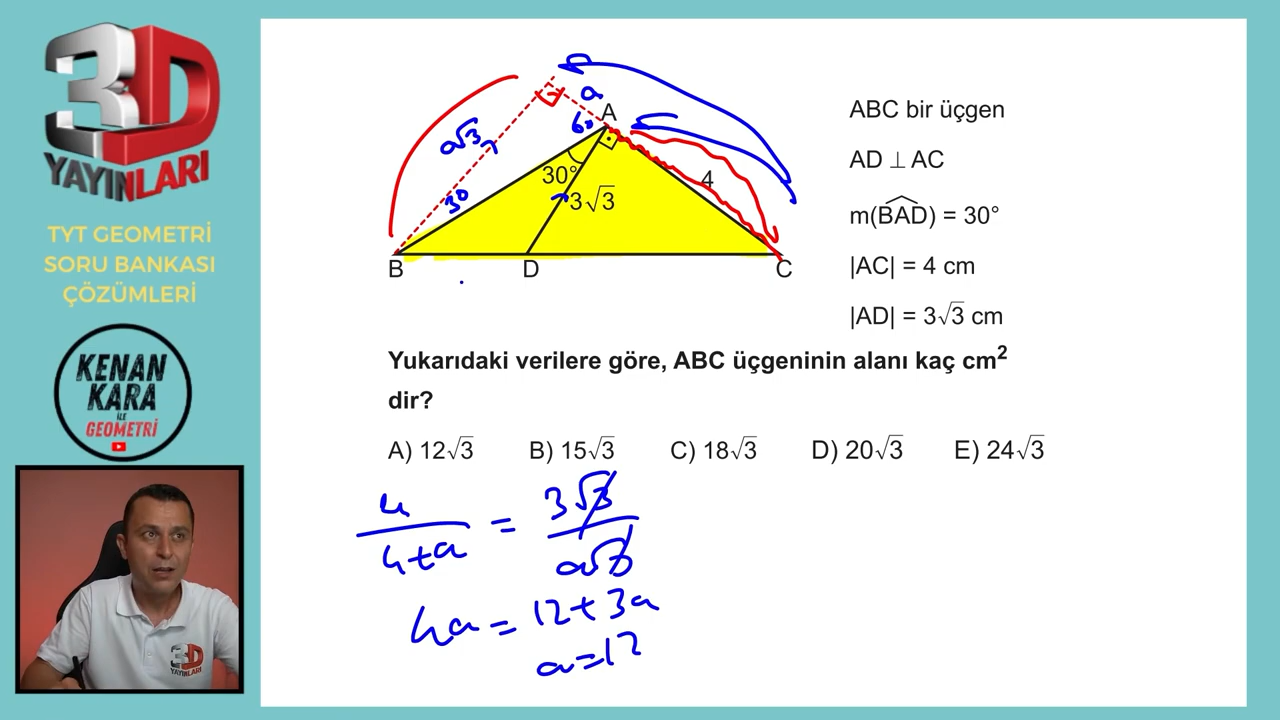 3D
YAYINLARI
TYT GEOMETRİ
SORU BANKASI
ÇÖZÜMLERİ
KENAN
KARA
İLE
GEOMETRİ
3D
YAYINLARI
a
A
60
a√3
30°
4
30
3√3
B
D
C
ABC bir üçgen
AD ⊥ AC
m(BAD) = 30°
|AC| = 4 cm
|AD| = 3√3 cm
Yukarıdaki verilere göre, ABC üçgeninin alanı kaç cm²
dir?
A) 12√3 B) 15√3 C) 18√3 D) 20√3 E) 24√3
4/(4+a) = 3√3/(a√3)
4a = 12 + 3a
a = 12